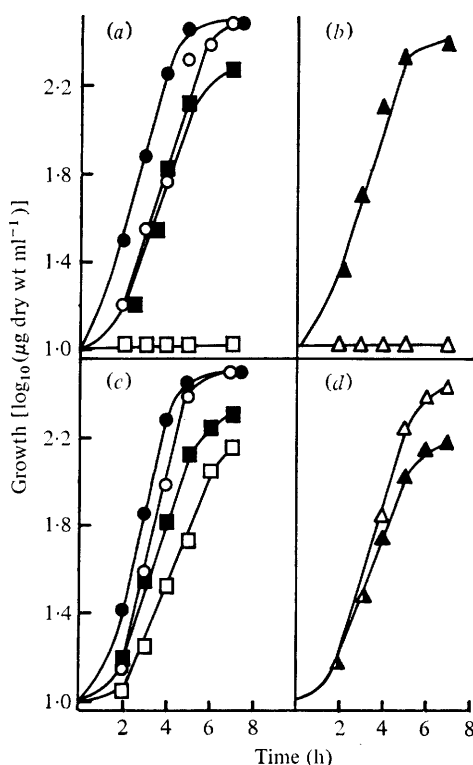 (a)
(b)
2·2
1·8
1·4
1·0
(c)
(d)
2·2
1·8
1·4
1·0
Growth [log10(μg dry wt ml−1)]
2 4 6 8
2 4 6 8
Time (h)